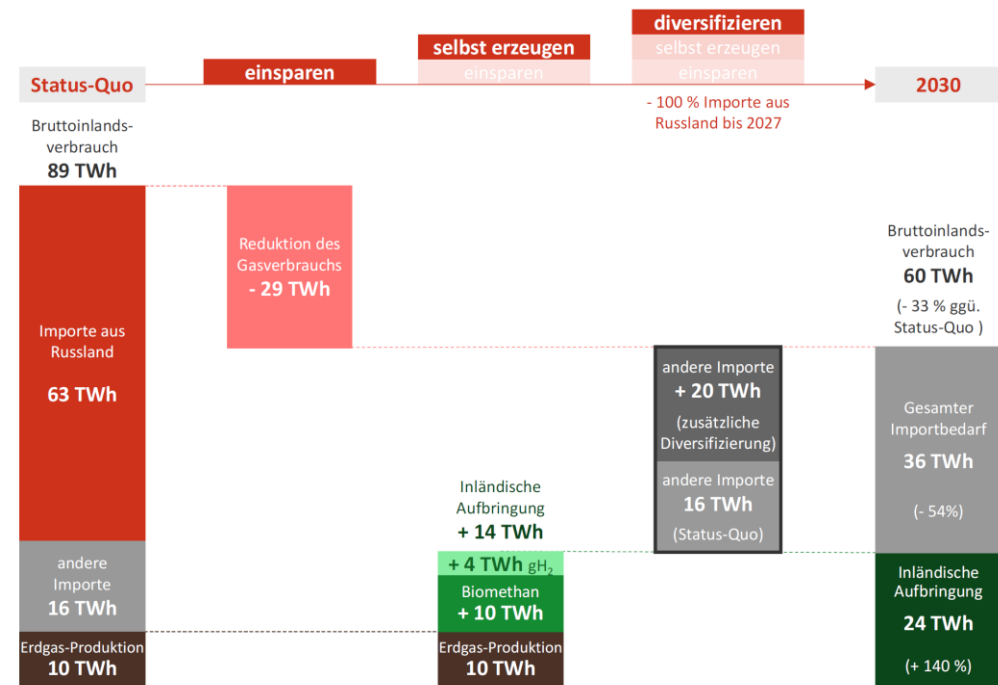 Status-Quo
einsparen
selbst erzeugen
einsparen
diversifizieren
selbst erzeugen
einsparen
2030
- 100 % Importe aus
Russland bis 2027
Bruttoinlands-
verbrauch
89 TWh
Importe aus
Russland
63 TWh
andere
Importe
16 TWh
Erdgas-Produktion
10 TWh
Reduktion des
Gasverbrauchs
- 29 TWh
Inländische
Aufbringung
+ 14 TWh
+ 4 TWh gH₂
Biomethan
+ 10 TWh
Erdgas-Produktion
10 TWh
andere Importe
+ 20 TWh
(zusätzliche
Diversifizierung)
andere Importe
16 TWh
(Status-Quo)
Bruttoinlands-
verbrauch
60 TWh
(- 33 % ggü.
Status-Quo )
Gesamter
Importbedarf
36 TWh
(- 54%)
Inländische
Aufbringung
24 TWh
(+ 140 %)